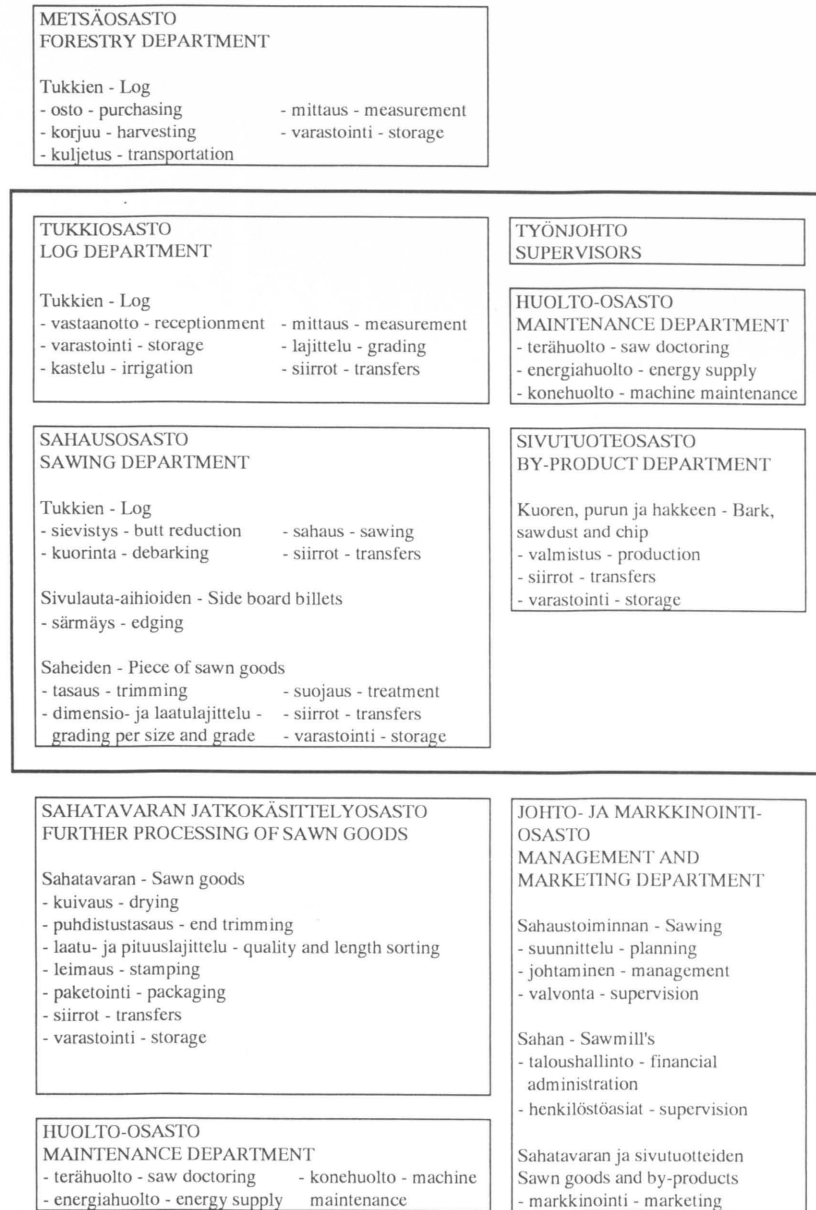 METSÄOSASTO
FORESTRY DEPARTMENT
Tukkien - Log
- osto - purchasing - mittaus - measurement
- korjuu - harvesting - varastointi - storage
- kuljetus - transportation
TUKKIOSASTO
LOG DEPARTMENT
Tukkien - Log
- vastaanotto - receptionment - mittaus - measurement
- varastointi - storage - lajittelu - grading
- kastelu - irrigation - siirrot - transfers
TYÖNJOHTO
SUPERVISORS
HUOLTO-OSASTO
MAINTENANCE DEPARTMENT
- terähuolto - saw doctoring
- energiahuolto - energy supply
- konehuolto - machine maintenance
SAHAUSOSASTO
SAWING DEPARTMENT
Tukkien - Log
- sievistys - butt reduction - sahaus - sawing
- kuorinta - debarking - siirrot - transfers
Sivulauta-aihioiden - Side board billets
- särmäys - edging
Saheiden - Piece of sawn goods
- tasaus - trimming - suojaus - treatment
- dimensio- ja laatulajittelu - - siirrot - transfers
grading per size and grade - varastointi - storage
SIVUTUOTEOSASTO
BY-PRODUCT DEPARTMENT
Kuoren, purun ja hakkeen - Bark,
sawdust and chip
- valmistus - production
- siirrot - transfers
- varastointi - storage
SAHATAVARAN JATKOKÄSITTELYOSASTO
FURTHER PROCESSING OF SAWN GOODS
Sahatavaran - Sawn goods
- kuivaus - drying
- puhdistustasaus - end trimming
- laatu- ja pituuslajittelu - quality and length sorting
- leimaus - stamping
- paketointi - packaging
- siirrot - transfers
- varastointi - storage
HUOLTO-OSASTO
MAINTENANCE DEPARTMENT
- terähuolto - saw doctoring - konehuolto - machine
- energiahuolto - energy supply maintenance
JOHTO- JA MARKKINOINTI-
OSASTO
MANAGEMENT AND
MARKETING DEPARTMENT
Sahaustoiminnan - Sawing
- suunnittelu - planning
- johtaminen - management
- valvonta - supervision
Sahan - Sawmill's
- taloushallinto - financial
administration
- henkilöstöasiat - supervision
Sahatavaran ja sivutuotteiden
Sawn goods and by-products
- markkinointi - marketing